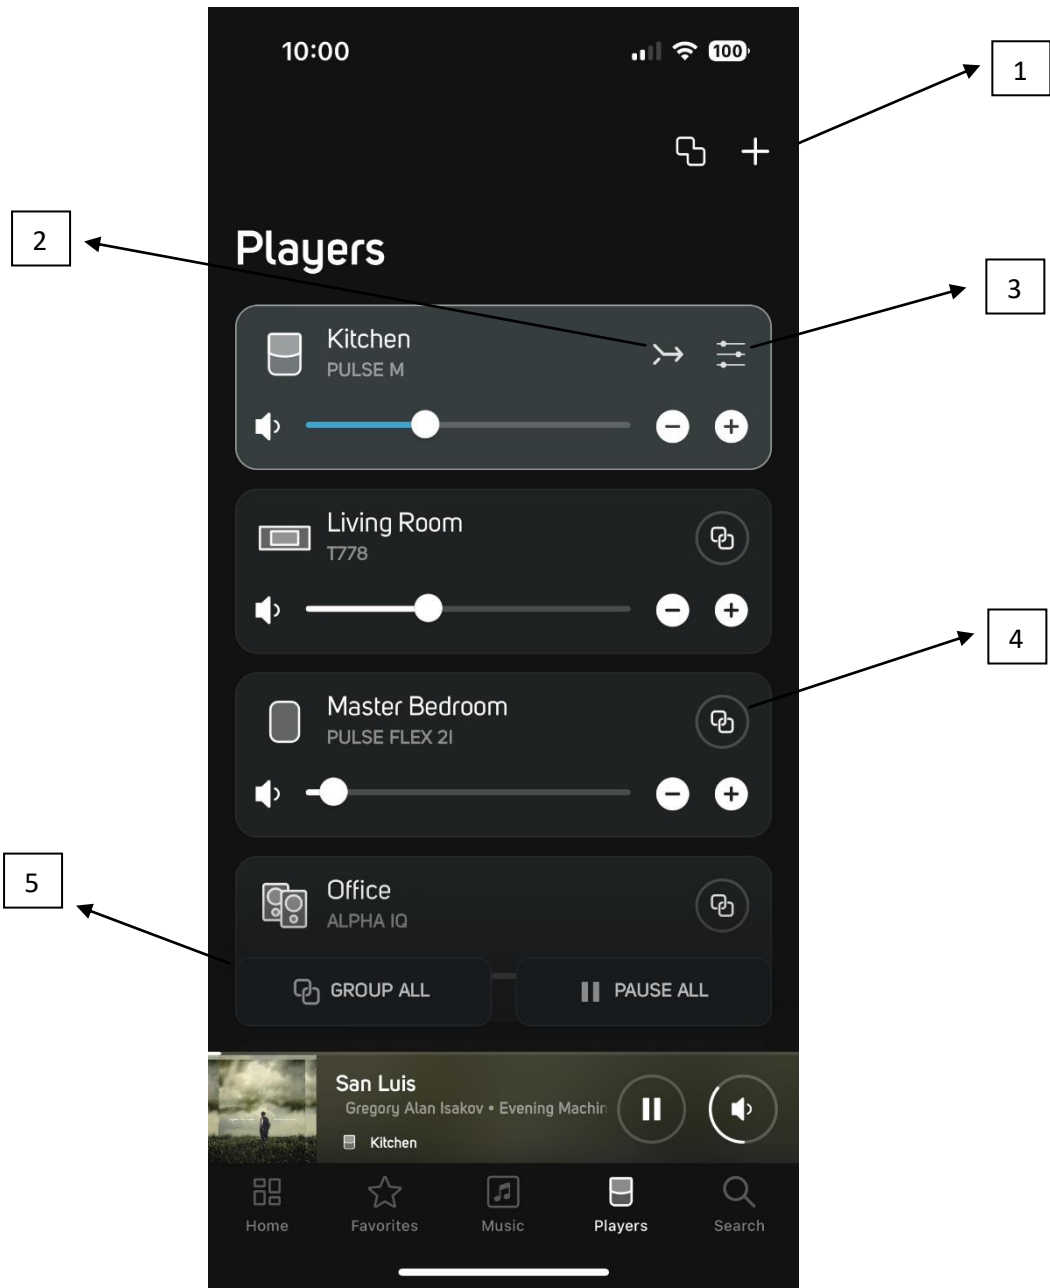 10:00
100
1
2
Players
3
Kitchen
PULSE M
Living Room
T778
4
Master Bedroom
PULSE FLEX 2I
5
Office
ALPHA IQ
GROUP ALL
PAUSE ALL
San Luis
Gregory Alan Isakov • Evening Machin
Kitchen
Home
Favorites
Music
Players
Search